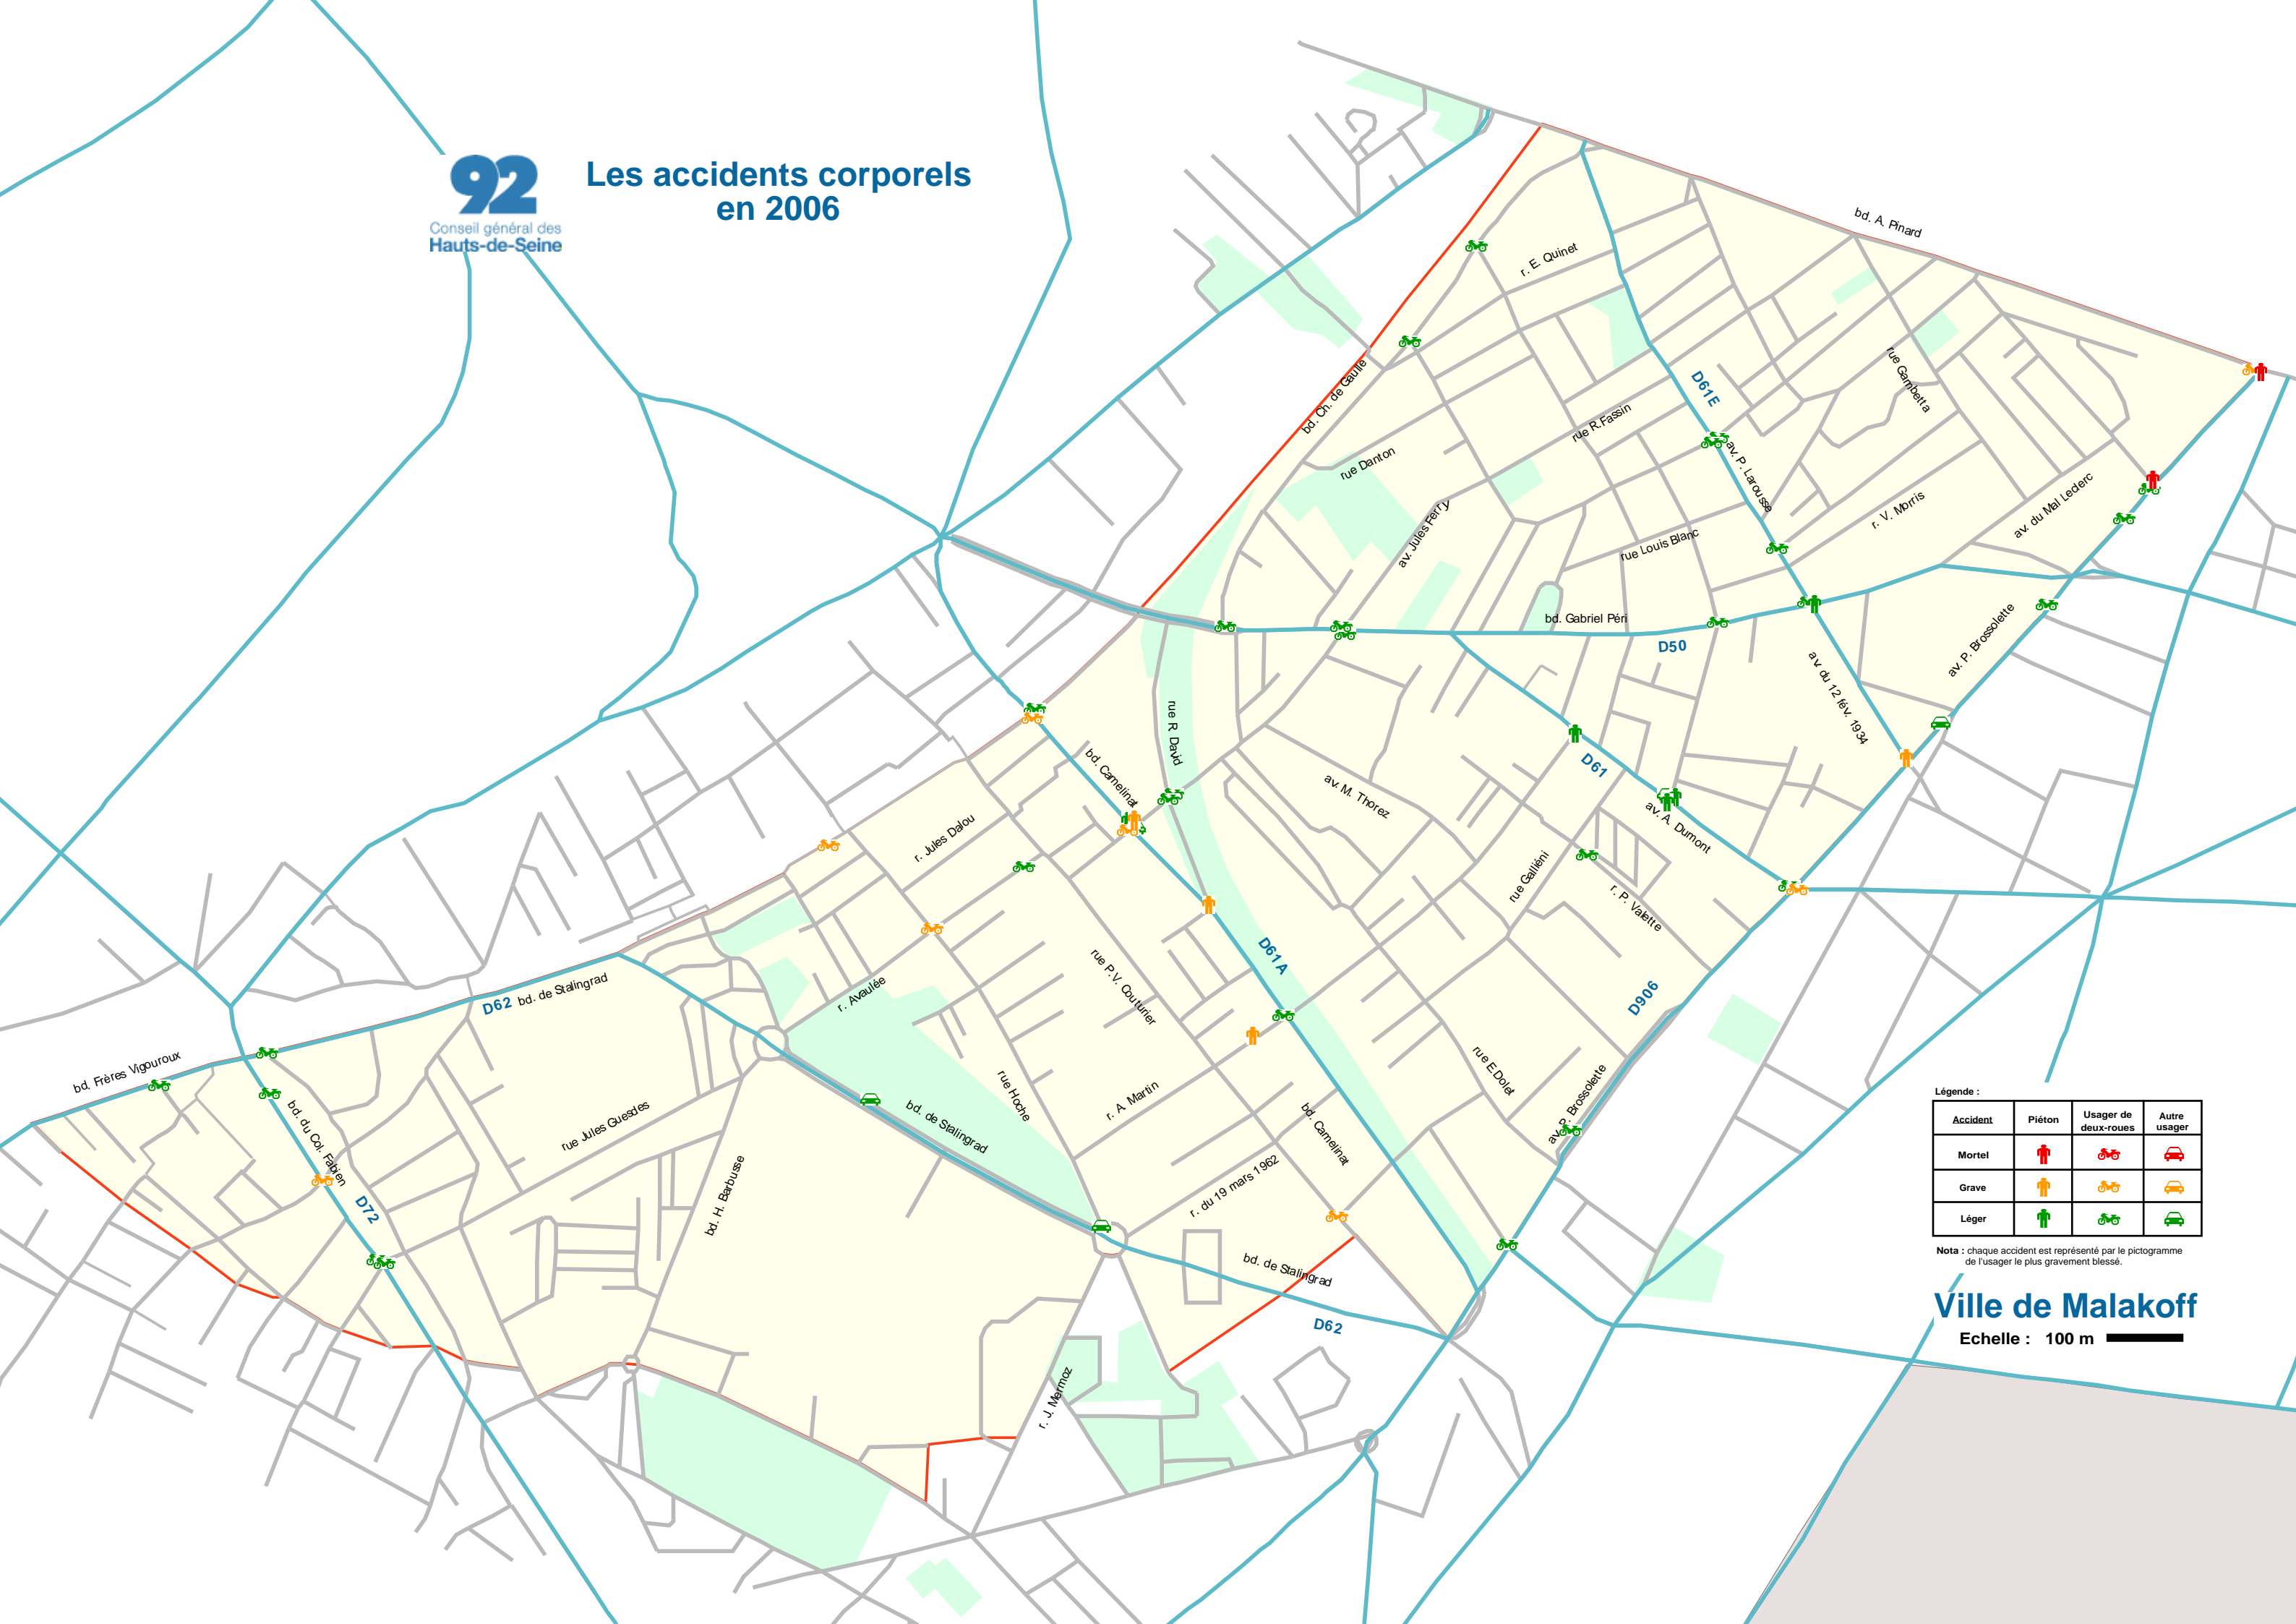 92
Conseil général des
Hauts-de-Seine
Les accidents corporels
en 2006
bd. A. Pinard
r. E. Quinet
D61E
rue Gambetta
bd. Ch. de Gaulle
rue R.Fassin
rue Danton
av. P. Larousse
r. V. Morris
av. du Mal Leclerc
av. Jules Ferry
rue Louis Blanc
bd. Gabriel Péri
D50
av. P. Brossolette
av. du 12 fév. 1934
rue R. David
bd. Camelinat
D61
av. M. Thorez
av. A. Dumont
r. Jules Dalou
rue Galliéni
r. P. Valette
D61A
rue P.V. Couturier
r. Avaulée
D62
bd. de Stalingrad
D906
bd. Frères Vigouroux
rue E.Dolet
av. P. Brossolette
rue Hoche
r. A. Martin
bd. de Stalingrad
rue Jules Guesdes
bd. du Col. Fabien
bd. Camelinat
D72
bd. H. Barbusse
r. du 19 mars 1962
bd. de Stalingrad
D62
r. J. Mermoz
Légende :
Accident Piéton Usager de deux-roues Autre usager
Mortel
Grave
Léger
Nota : chaque accident est représenté par le pictogramme
de l'usager le plus gravement blessé.
Ville de Malakoff
Echelle : 100 m